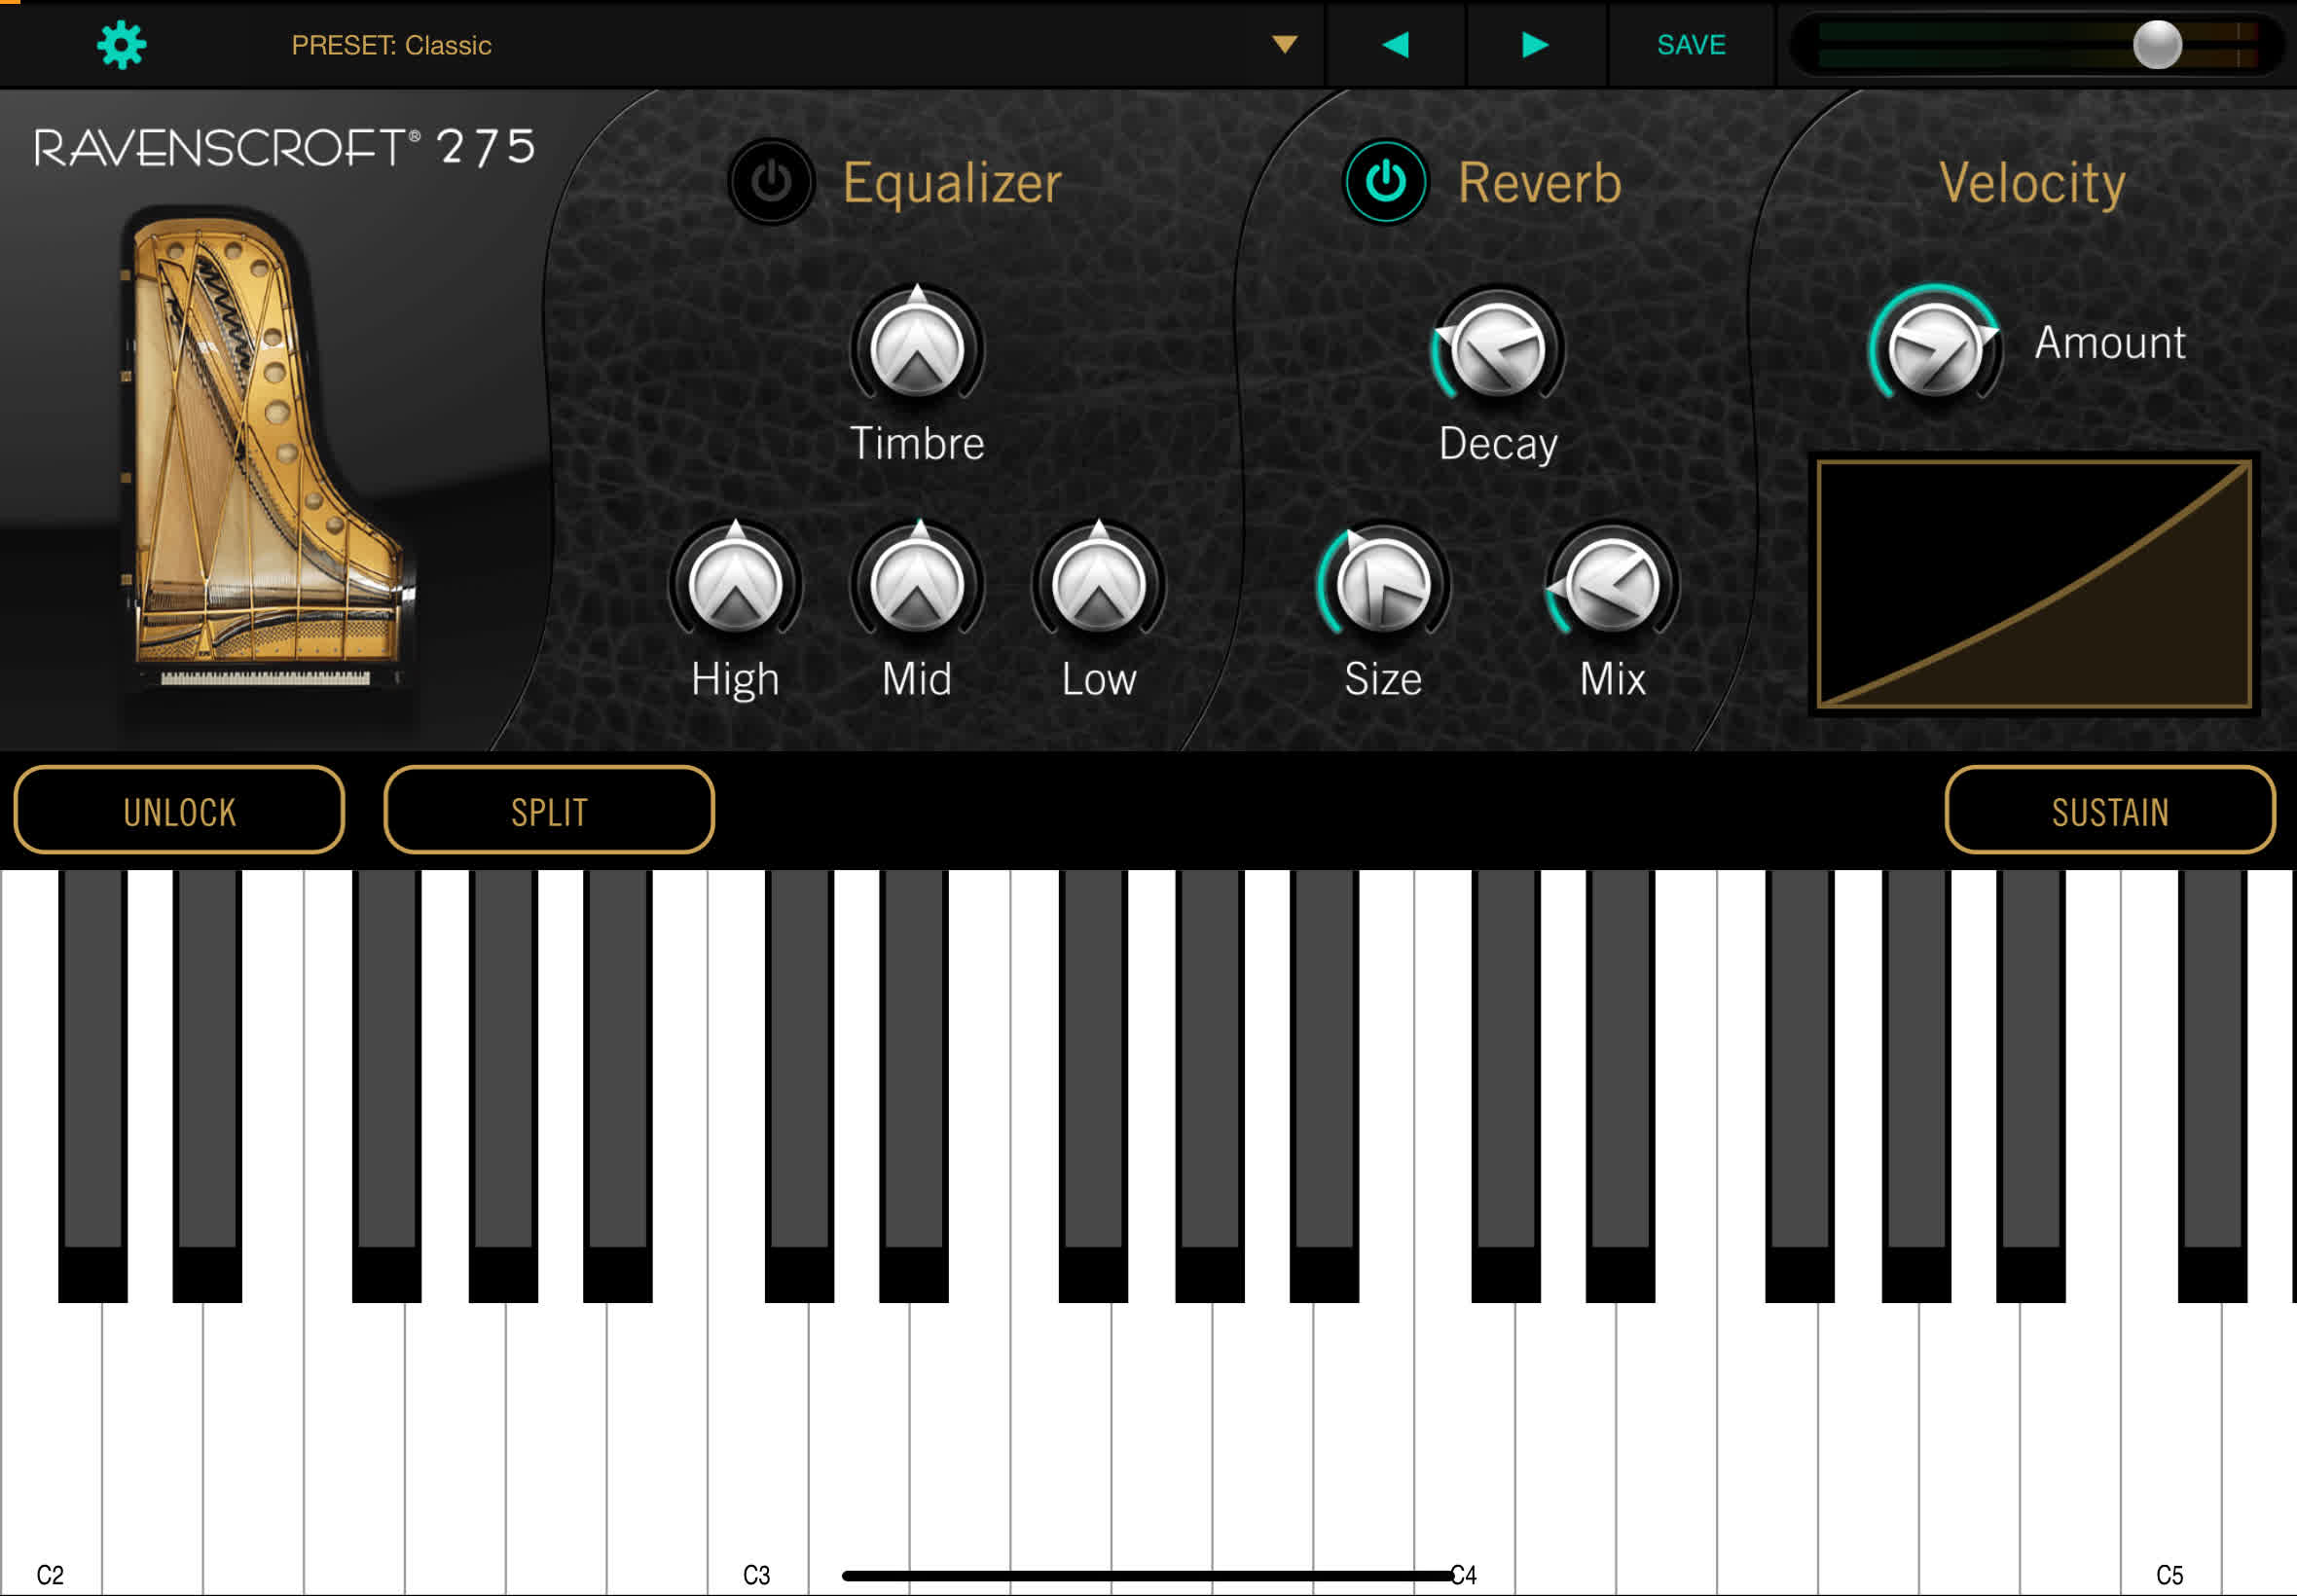 PRESET: Classic
SAVE
RAVENSCROFT® 275
Equalizer
Reverb
Velocity
Amount
Timbre
Decay
High
Mid
Low
Size
Mix
UNLOCK
SPLIT
SUSTAIN
C2
C3
C4
C5